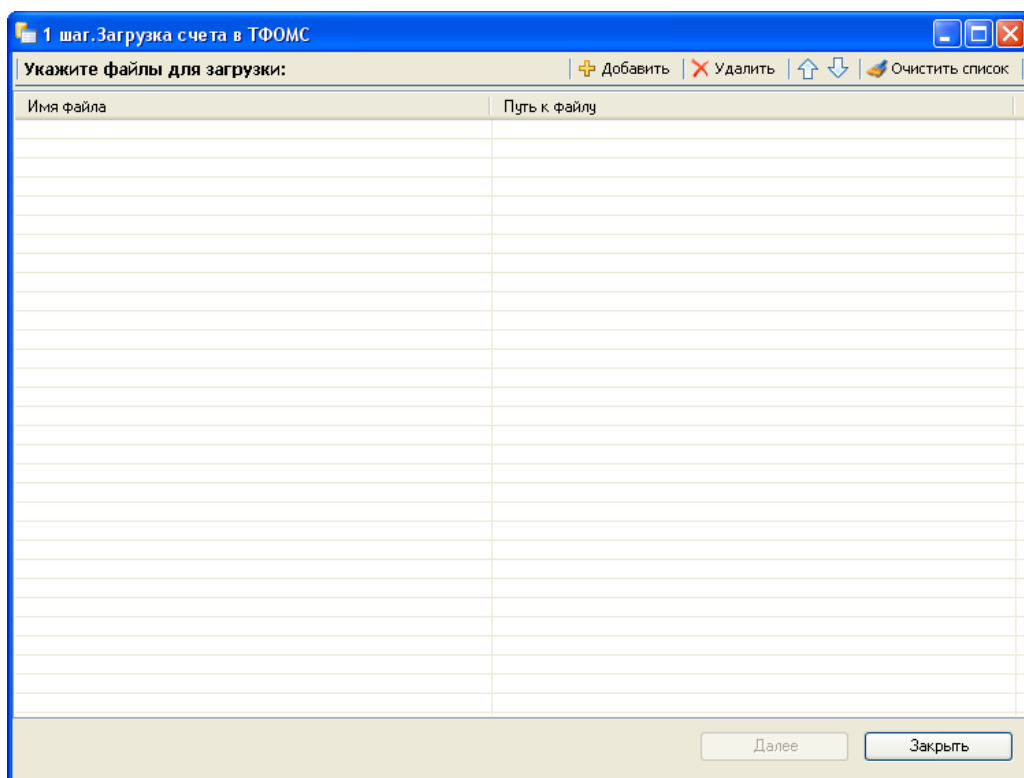 1 шаг.Загрузка счета в ТФОМС
Укажите файлы для загрузки: Добавить Удалить Очистить список
Имя файла Путь к файлу
Далее Закрыть